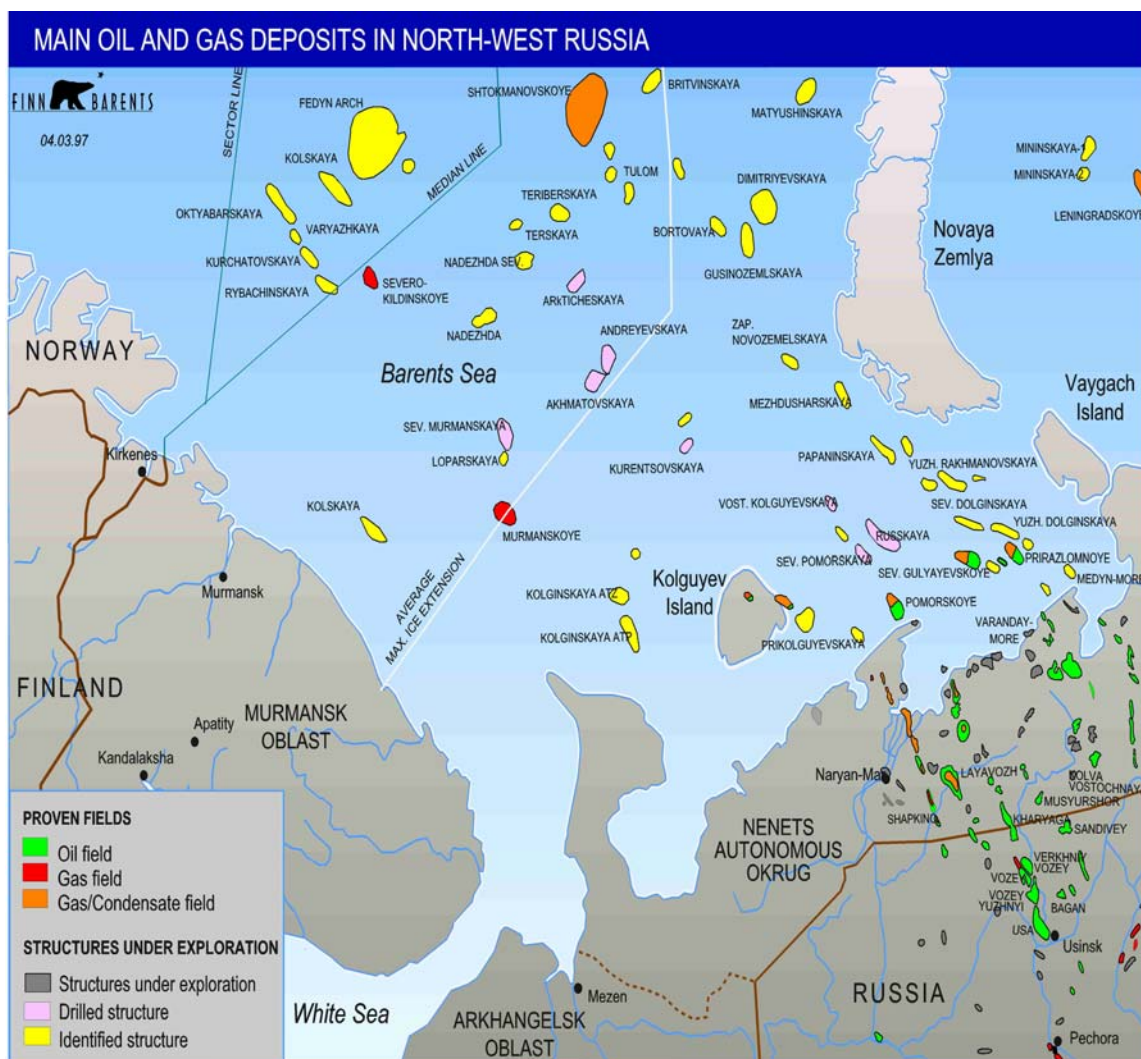 MAIN OIL AND GAS DEPOSITS IN NORTH-WEST RUSSIA
FINN BARENTS
04.03.97
SECTOR LINE
MEDIAN LINE
FEDYN ARCH
KOLSKAYA
OKTYABARSKAYA
VARYAZHKAYA
KURCHATOVSKAYA
RYBACHINSKAYA
SEVERO-
KILDINSKOYE
SHTOKMANOVSKOYE
BRITVINSKAYA
MATYUSHINSKAYA
TULOM
TERIBERSKAYA
TERSKAYA
DIMITRIYEVSKAYA
BORTOVAYA
GUSINOZEMLSKAYA
NADEZHDA SEV.
ARkTICHESKAYA
NADEZHDA
ANDREYEVSKAYA
AKHMATOVSKAYA
ZAP.
NOVOZEMELSKAYA
MEZHDUSHARSKAYA
MININSKAYA-1
MININSKAYA-2
LENINGRADSKOYE
Novaya
Zemlya
NORWAY
Barents Sea
Vaygach
Island
Kirkenes
SEV. MURMANSKAYA
LOPARSKAYA
KURENTSOVSKAYA
PAPANINSKAYA
YUZH. RAKHMANOVSKAYA
KOLSKAYA
MURMANSKOYE
VOST. KOLGUYEVSKAYA
SEV. DOLGINSKAYA
RUSSKAYA
YUZH. DOLGINSKAYA
SEV. POMORSKAYA
PRIRAZLOMNOYE
SEV. GULYAYEVSKOYE
MEDYN-MORE
Murmansk
AVERAGE
MAX. ICE EXTENSION
KOLGINSKAYA ATZ
KOLGINSKAYA ATP
Kolguyev
Island
POMORSKOYE
PRIKOLGUYEVSKAYA
VARANDAY-
MORE
FINLAND
MURMANSK
OBLAST
Apatity
Kandalaksha
Naryan-Mar
LAYAVOZH
KOLVA
VOSTOCHNAY
MUSYURSHOR
SHAPKINO
KHARYAGA
SANDIVEY
NENETS
AUTONOMOUS
OKRUG
VERKHNIY
VOZEY
VOZEY
VOZEY
YUZHNYI
BAGAN
USA
Usinsk
RUSSIA
Pechora
Mezen
White Sea
ARKHANGELSK
OBLAST
PROVEN FIELDS
Oil field
Gas field
Gas/Condensate field
STRUCTURES UNDER EXPLORATION
Structures under exploration
Drilled structure
Identified structure